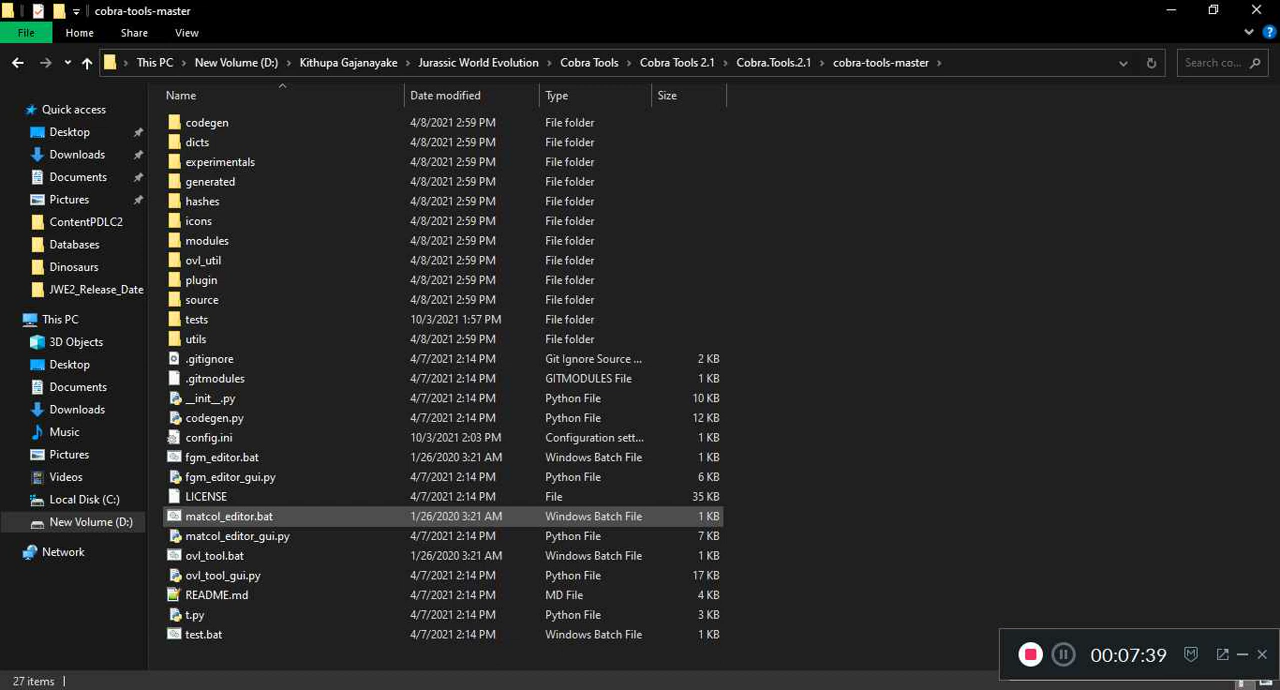 cobra-tools-master
File Home Share View
This PC New Volume (D:) Kithupa Gajanayake Jurassic World Evolution Cobra Tools Cobra Tools 2.1 Cobra.Tools.2.1 cobra-tools-master Search co...
Quick access
Desktop
Downloads
Documents
Pictures
ContentPDLC2
Databases
Dinosaurs
JWE2_Release_Date
This PC
3D Objects
Desktop
Documents
Downloads
Music
Pictures
Videos
Local Disk (C:)
New Volume (D:)
Network
Name Date modified Type Size
codegen 4/8/2021 2:59 PM File folder
dicts 4/8/2021 2:59 PM File folder
experimentals 4/8/2021 2:59 PM File folder
generated 4/8/2021 2:59 PM File folder
hashes 4/8/2021 2:59 PM File folder
icons 4/8/2021 2:59 PM File folder
modules 4/8/2021 2:59 PM File folder
ovl_util 4/8/2021 2:59 PM File folder
plugin 4/8/2021 2:59 PM File folder
source 4/8/2021 2:59 PM File folder
tests 10/3/2021 1:57 PM File folder
utils 4/8/2021 2:59 PM File folder
.gitignore 4/7/2021 2:14 PM Git Ignore Source ... 2 KB
.gitmodules 4/7/2021 2:14 PM GITMODULES File 1 KB
__init__.py 4/7/2021 2:14 PM Python File 10 KB
codegen.py 4/7/2021 2:14 PM Python File 12 KB
config.ini 10/3/2021 2:03 PM Configuration sett... 1 KB
fgm_editor.bat 1/26/2020 3:21 AM Windows Batch File 1 KB
fgm_editor_gui.py 4/7/2021 2:14 PM Python File 6 KB
LICENSE 4/7/2021 2:14 PM File 35 KB
matcol_editor.bat 1/26/2020 3:21 AM Windows Batch File 1 KB
matcol_editor_gui.py 4/7/2021 2:14 PM Python File 7 KB
ovl_tool.bat 1/26/2020 3:21 AM Windows Batch File 1 KB
ovl_tool_gui.py 4/7/2021 2:14 PM Python File 17 KB
README.md 4/7/2021 2:14 PM MD File 4 KB
t.py 4/7/2021 2:14 PM Python File 3 KB
test.bat 4/7/2021 2:14 PM Windows Batch File 1 KB
00:07:39
27 items